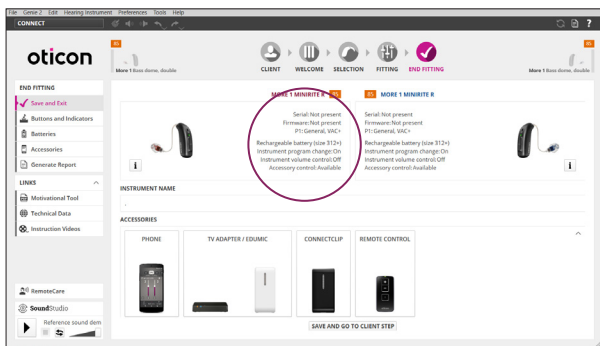 File Genie 2 Edit Hearing Instrument Preferences Tools Help
CONNECT
?
oticon
85
More 1 Bass dome, double
CLIENT
WELCOME
SELECTION
FITTING
END FITTING
85
More 1 Bass dome, double
END FITTING
Save and Exit
Buttons and Indicators
Batteries
Accessories
Generate Report
LINKS
Motivational Tool
Technical Data
Instruction Videos
RemoteCare
SoundStudio
Reference sound dem
MORE 1 MINIRITE R 85
Serial: Not present
Firmware: Not present
P1: General, VAC+
Rechargeable battery (size 312+)
Instrument program change: On
Instrument volume control: Off
Accessory control: Available
85 MORE 1 MINIRITE R
Serial: Not present
Firmware: Not present
P1: General, VAC+
Rechargeable battery (size 312+)
Instrument program change: On
Instrument volume control: Off
Accessory control: Available
i
i
INSTRUMENT NAME
ACCESSORIES
PHONE
TV ADAPTER / EDUMIC
CONNECTCLIP
REMOTE CONTROL
SAVE AND GO TO CLIENT STEP